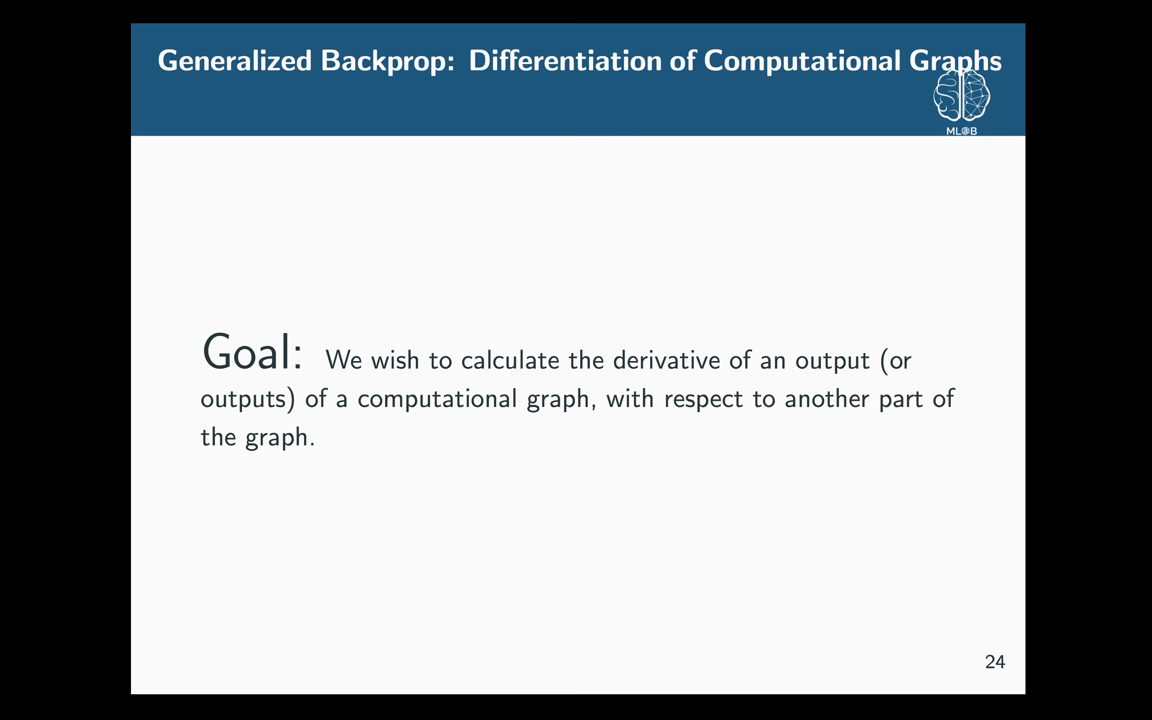 Generalized Backprop: Differentiation of Computational Graphs
ML@B
Goal: We wish to calculate the derivative of an output (or
outputs) of a computational graph, with respect to another part of
the graph.
24